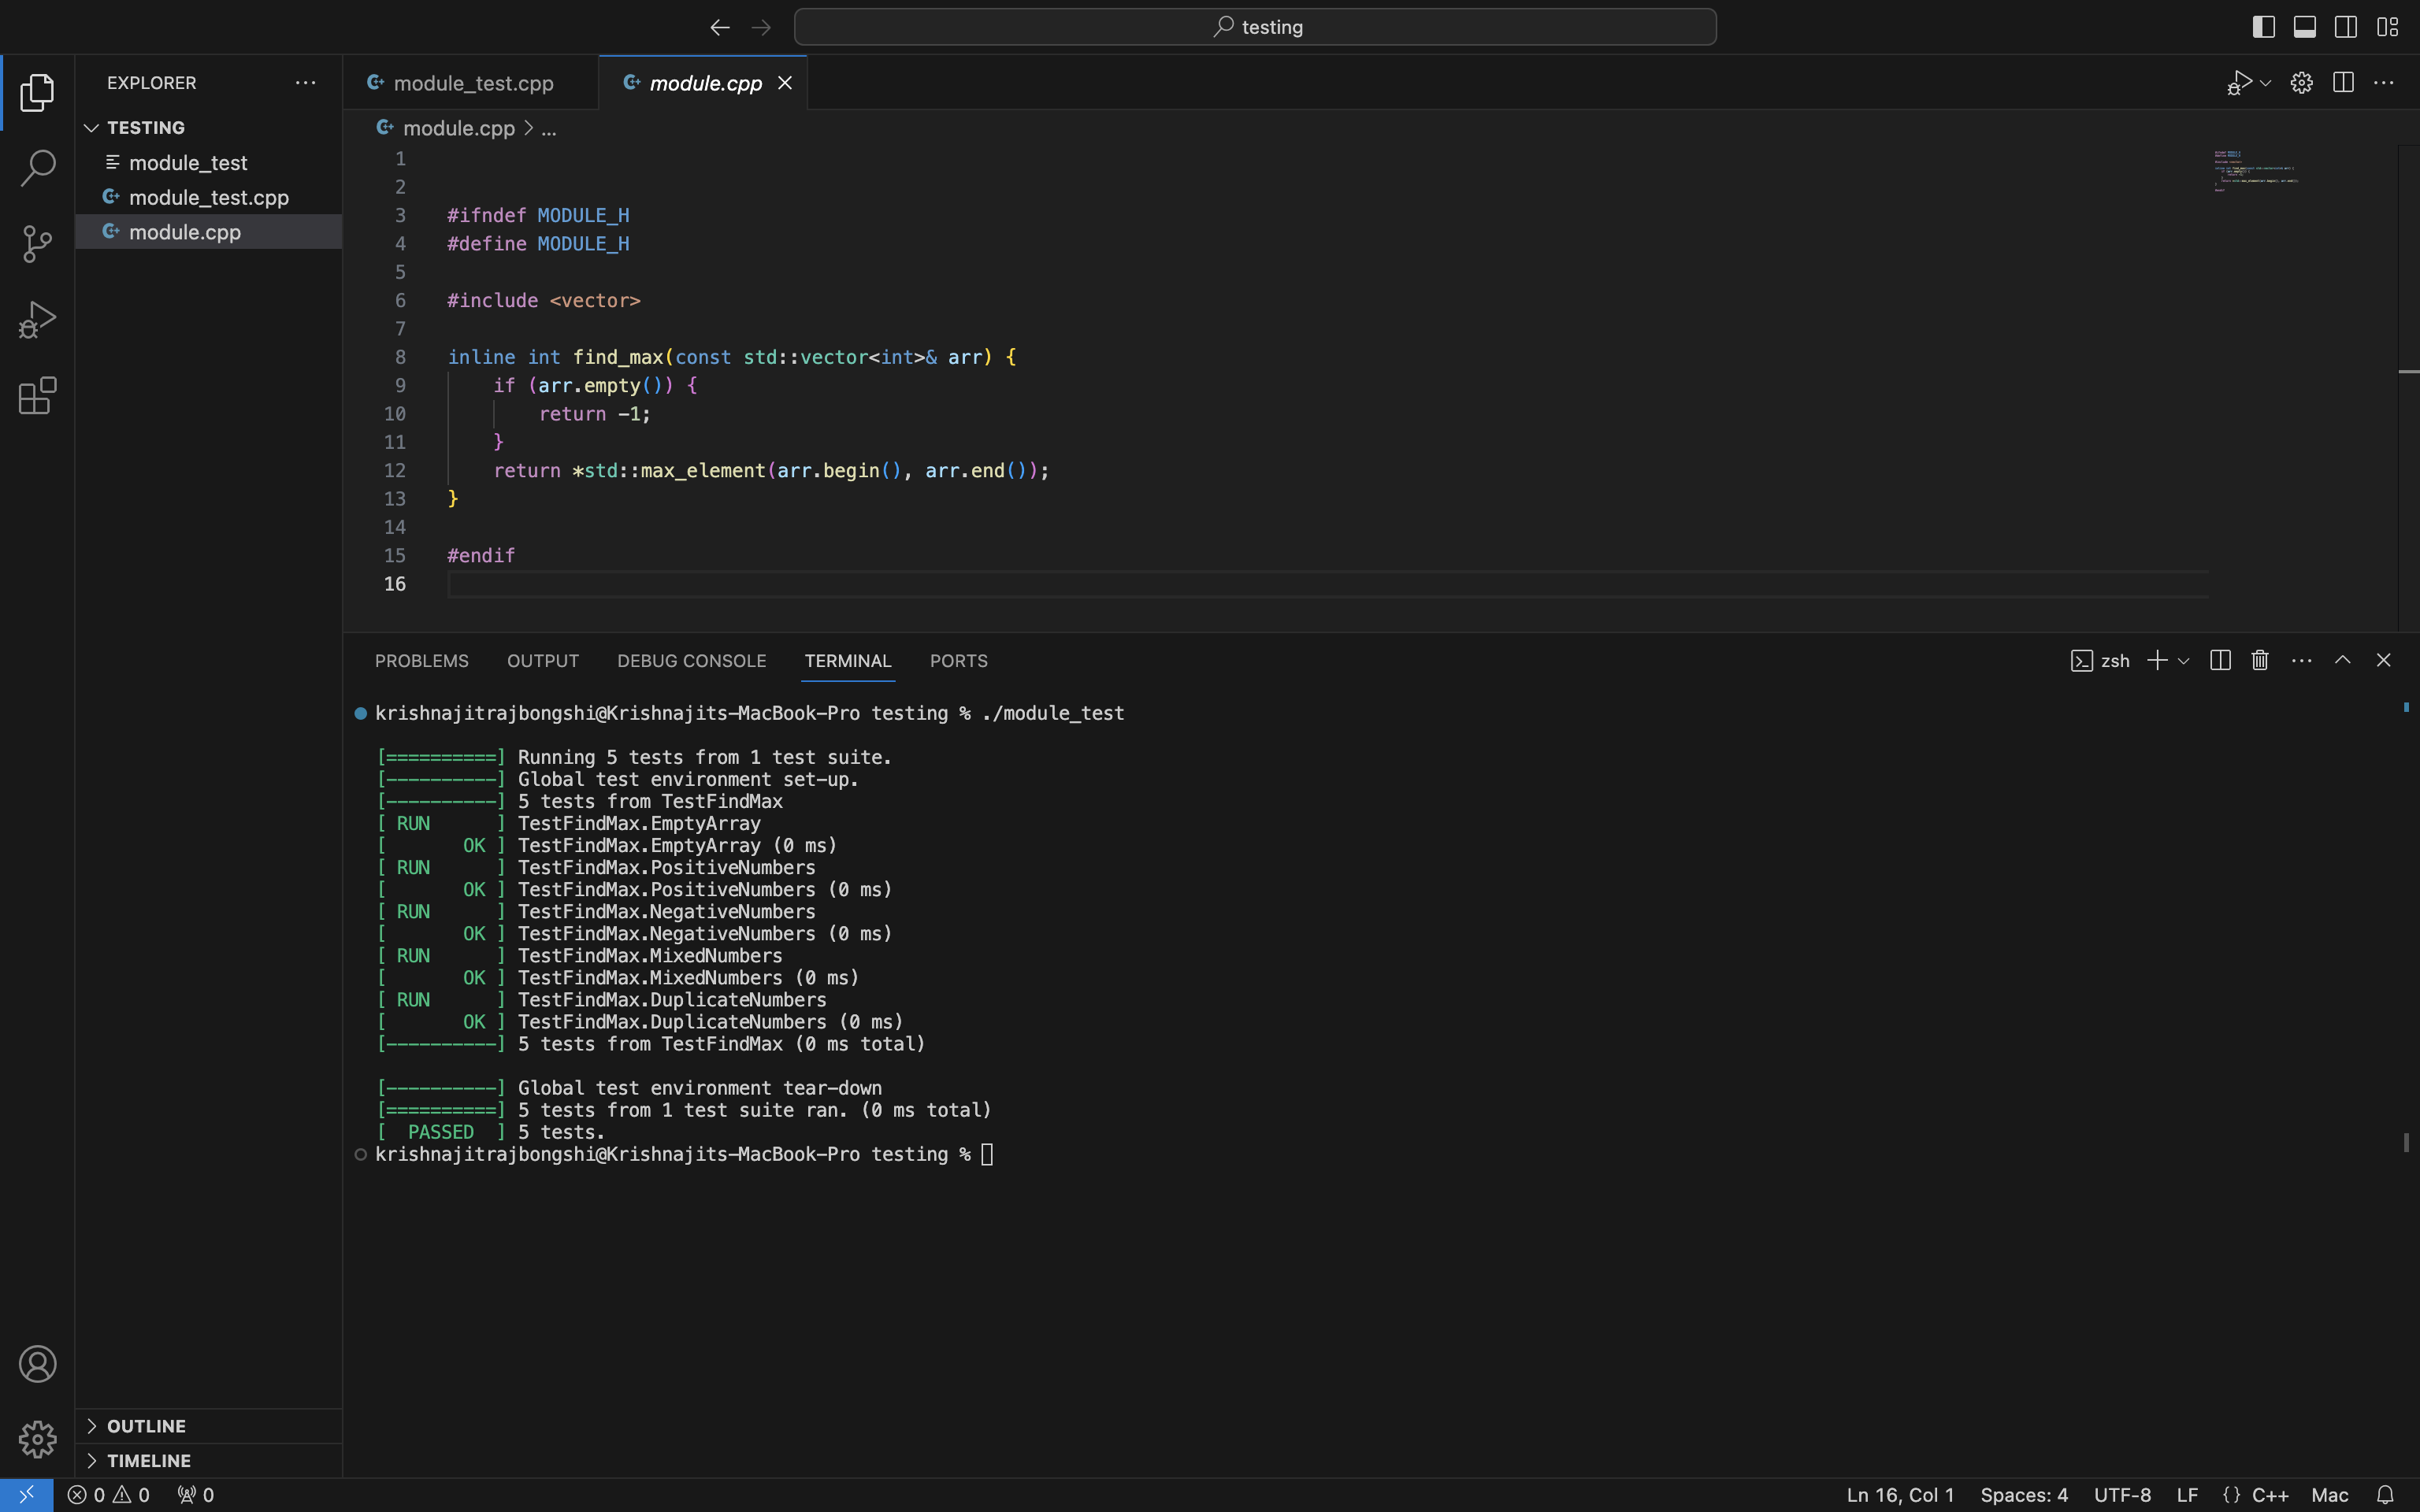 testing
EXPLORER
TESTING
module_test
module_test.cpp
module.cpp
module_test.cpp
module.cpp
module.cpp > ...
1
2
3 #ifndef MODULE_H
4 #define MODULE_H
5
6 #include <vector>
7
8 inline int find_max(const std::vector<int>& arr) {
9 if (arr.empty()) {
10 return -1;
11 }
12 return *std::max_element(arr.begin(), arr.end());
13 }
14
15 #endif
16
PROBLEMS OUTPUT DEBUG CONSOLE TERMINAL PORTS
zsh
krishnajitrajbongshi@Krishnajits-MacBook-Pro testing % ./module_test
[==========] Running 5 tests from 1 test suite.
[----------] Global test environment set-up.
[----------] 5 tests from TestFindMax
[ RUN      ] TestFindMax.EmptyArray
[       OK ] TestFindMax.EmptyArray (0 ms)
[ RUN      ] TestFindMax.PositiveNumbers
[       OK ] TestFindMax.PositiveNumbers (0 ms)
[ RUN      ] TestFindMax.NegativeNumbers
[       OK ] TestFindMax.NegativeNumbers (0 ms)
[ RUN      ] TestFindMax.MixedNumbers
[       OK ] TestFindMax.MixedNumbers (0 ms)
[ RUN      ] TestFindMax.DuplicateNumbers
[       OK ] TestFindMax.DuplicateNumbers (0 ms)
[----------] 5 tests from TestFindMax (0 ms total)
[----------] Global test environment tear-down
[==========] 5 tests from 1 test suite ran. (0 ms total)
[  PASSED  ] 5 tests.
krishnajitrajbongshi@Krishnajits-MacBook-Pro testing %
OUTLINE
TIMELINE
0 0 0
Ln 16, Col 1 Spaces: 4 UTF-8 LF {} C++ Mac